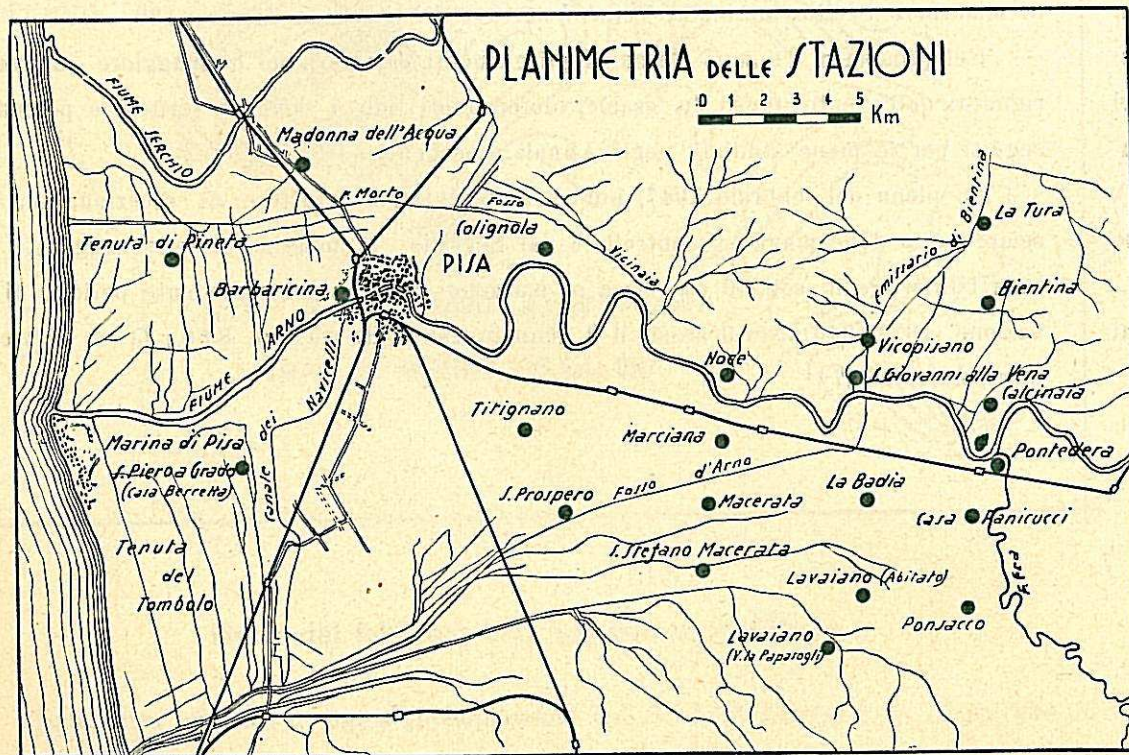 PLANIMETRIA DELLE STAZIONI
0 1 2 3 4 5 Km
FIUME SERCHIO
Madonna dell'Acqua
F. Morto
Fosso
Vicinaia
Colignola
Emissario di Bientina
La Tura
Tenuta di Pineta
PISA
Barbaricina
Bientina
FIUME ARNO
Vicopisano
Noce
S. Giovanni alla Vena
Calcinaia
Canale dei Navicelli
Titignano
Marciana
Marina di Pisa
S. Piero a Grado
(Casa Berretta)
Pontedera
Fosso d'Arno
S. Prospero
Macerata
La Badia
Casa Panicucci
Tenuta
del
Tombolo
S. Stefano Macerata
F. Era
Lavaiano (Abitato)
Ponsacco
Lavaiano